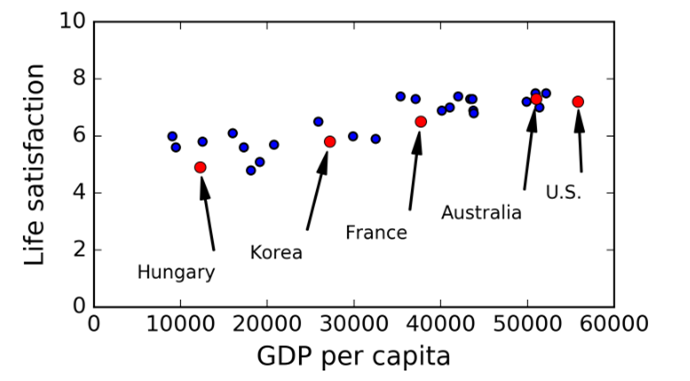 10
8
6
4
2
0
Life satisfaction
Hungary
Korea
France
Australia
U.S.
0 10000 20000 30000 40000 50000 60000
GDP per capita